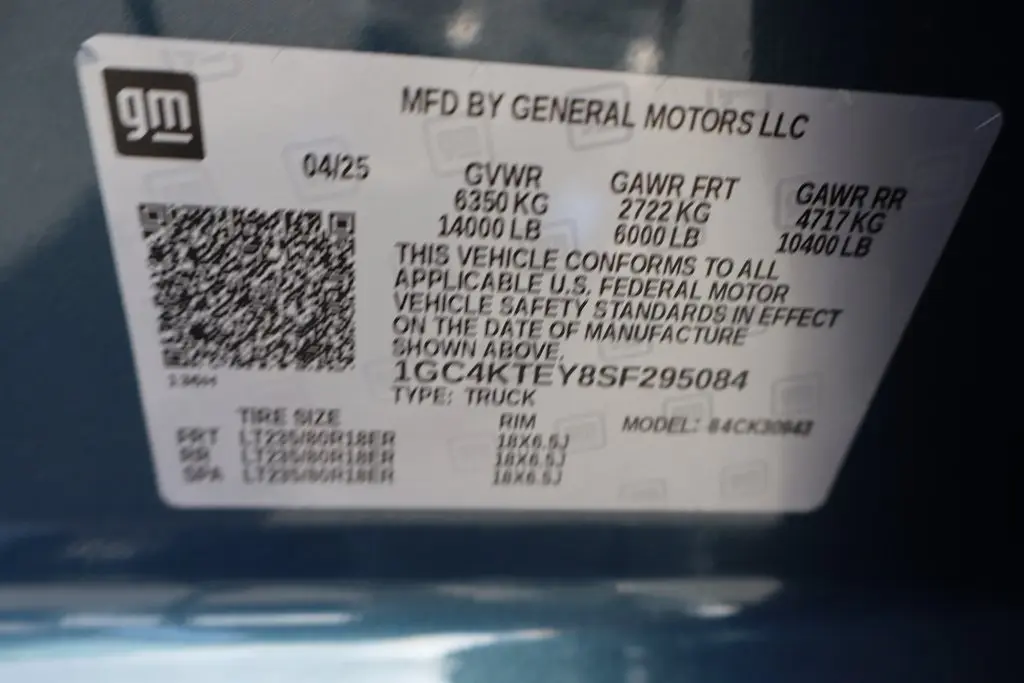 gm
MFD BY GENERAL MOTORS LLC
04/25
GVWR
6350 KG
14000 LB
GAWR FRT
2722 KG
6000 LB
GAWR RR
4717 KG
10400 LB
THIS VEHICLE CONFORMS TO ALL
APPLICABLE U.S. FEDERAL MOTOR
VEHICLE SAFETY STANDARDS IN EFFECT
ON THE DATE OF MANUFACTURE
SHOWN ABOVE.
1GC4KTEY8SF295084
TYPE: TRUCK
TIRE SIZE RIM MODEL:
FRT LT235/80R18ER 18X6.5J
RR LT235/80R18ER 18X6.5J
SPA LT235/80R18ER 18X6.5J